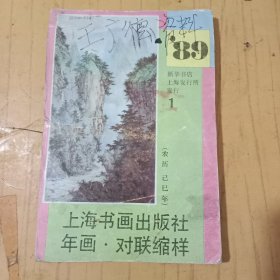 '89
新华书店
上海发行所
发行
1
(农历 己巳年)
上海书画出版社
年画·对联缩样